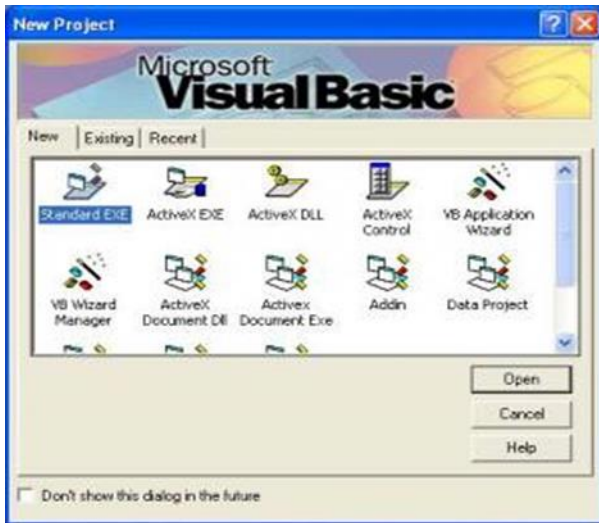 New Project
Microsoft
Visual Basic
New Existing Recent
Standard EXE ActiveX EXE ActiveX DLL ActiveX Control VB Application Wizard
VB Wizard Manager ActiveX Document Dll Activex Document Exe Addin Data Project
Open
Cancel
Help
Don't show this dialog in the future